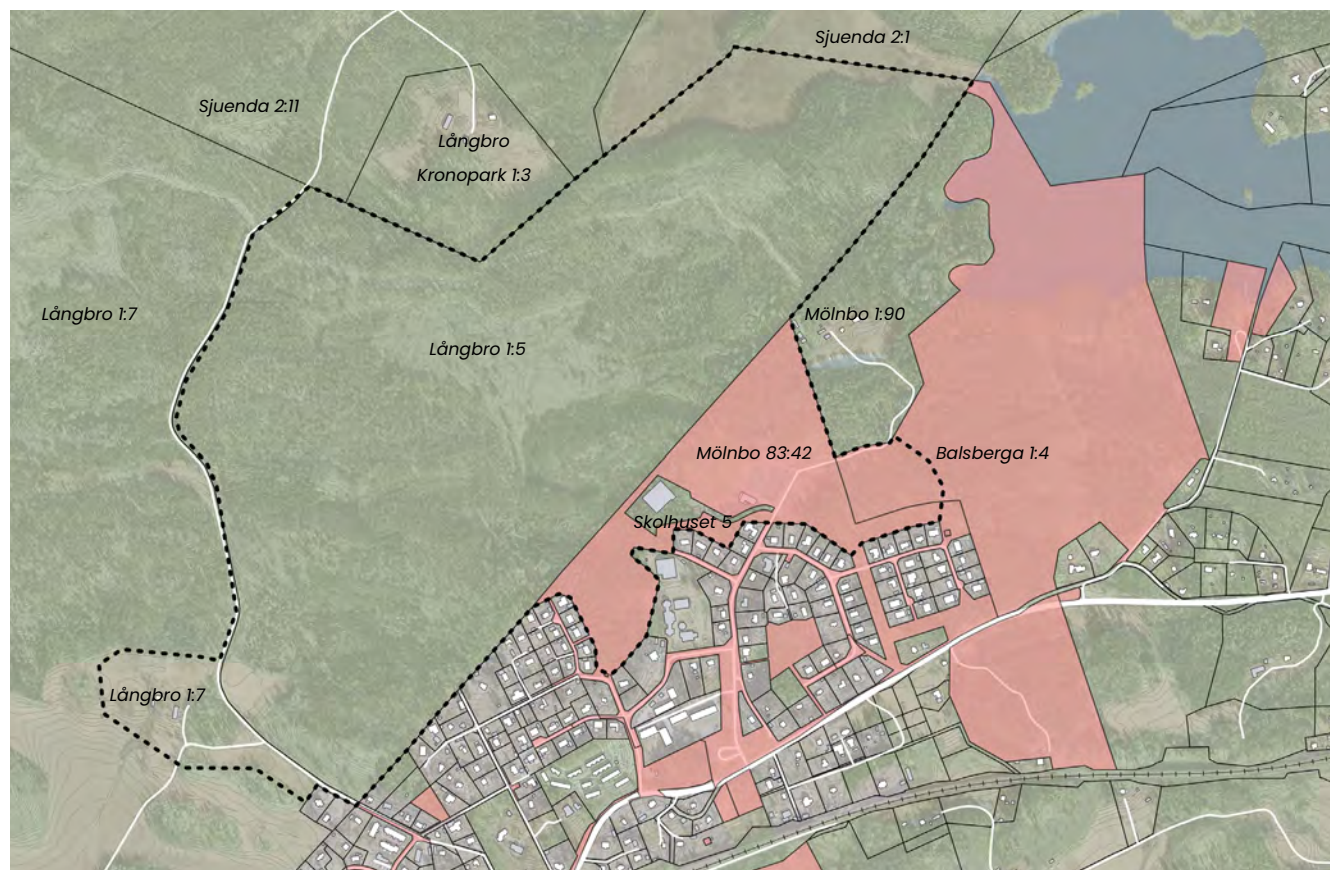 Sjuenda 2:1
Sjuenda 2:11
Långbro
Kronopark 1:3
Långbro 1:7
Mölnbo 1:90
Långbro 1:5
Mölnbo 83:42
Balsberga 1:4
Skolhuset 5
Långbro 1:7